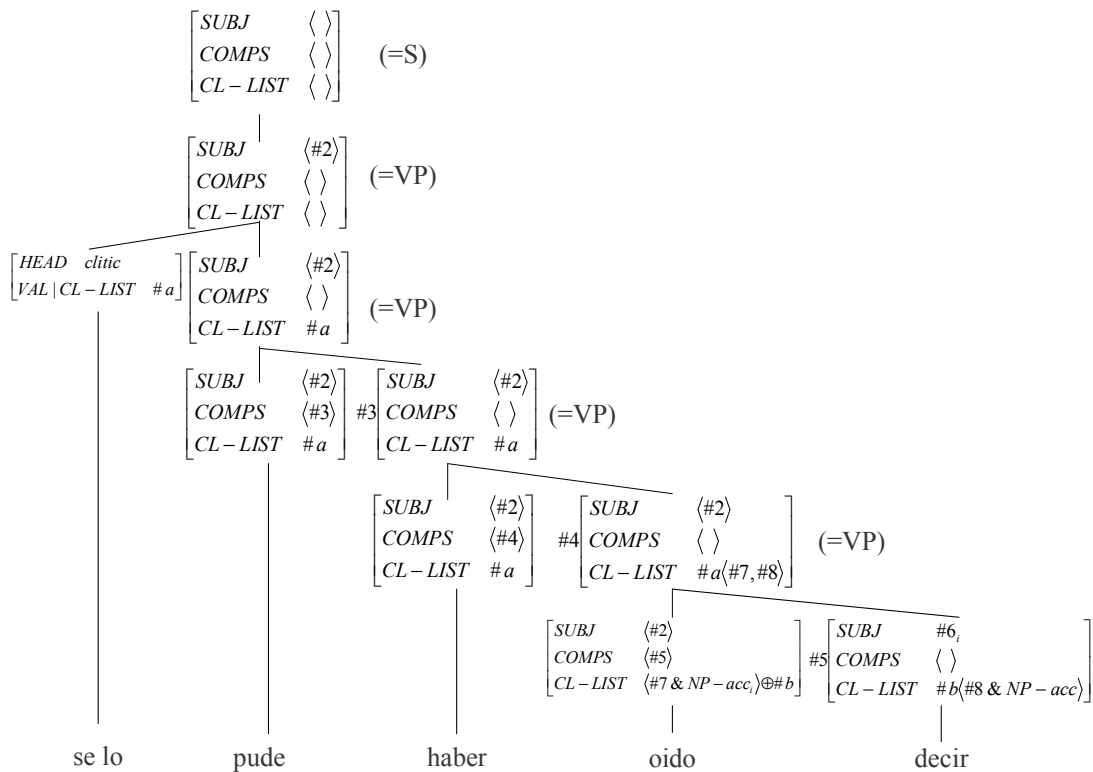 SUBJ ⟨ ⟩
COMPS ⟨ ⟩ (=S)
CL – LIST ⟨ ⟩
SUBJ ⟨#2⟩
COMPS ⟨ ⟩ (=VP)
CL – LIST ⟨ ⟩
HEAD clitic
VAL | CL – LIST #a
SUBJ ⟨#2⟩
COMPS ⟨ ⟩ (=VP)
CL – LIST #a
SUBJ ⟨#2⟩
COMPS ⟨#3⟩
CL – LIST #a
#3
SUBJ ⟨#2⟩
COMPS ⟨ ⟩ (=VP)
CL – LIST #a
SUBJ ⟨#2⟩
COMPS ⟨#4⟩
CL – LIST #a
#4
SUBJ ⟨#2⟩
COMPS ⟨ ⟩ (=VP)
CL – LIST #a⟨#7, #8⟩
SUBJ ⟨#2⟩
COMPS ⟨#5⟩
CL – LIST ⟨#7 & NP – accᵢ⟩⊕#b
#5
SUBJ #6ᵢ
COMPS ⟨ ⟩
CL – LIST #b⟨#8 & NP – acc⟩
se lo pude haber oido decir